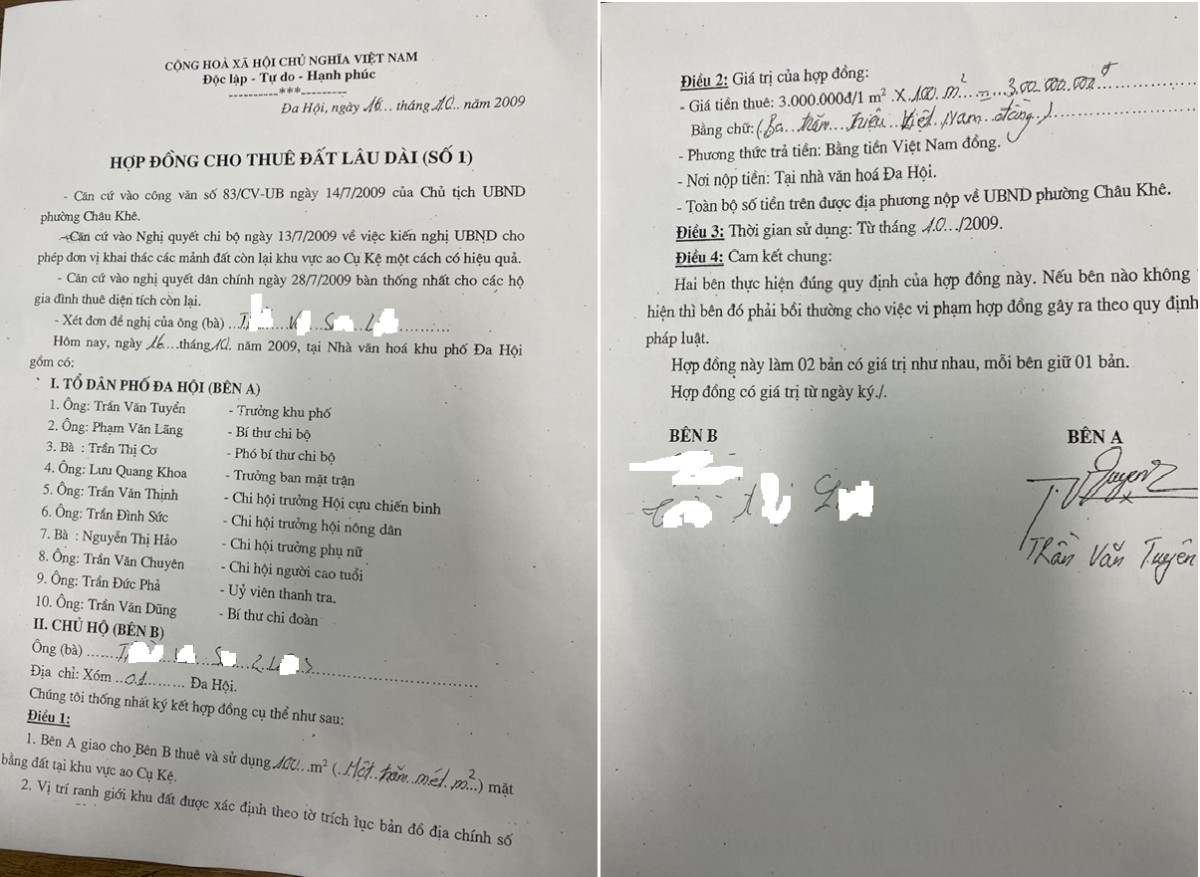 CỘNG HOÀ XÃ HỘI CHỦ NGHĨA VIỆT NAM
Độc lập - Tự do - Hạnh phúc
----------***---------
Đa Hội, ngày 16... tháng 10.. năm 2009
HỢP ĐỒNG CHO THUÊ ĐẤT LÂU DÀI (SỐ 1)
- Căn cứ vào công văn số 83/CV-UB ngày 14/7/2009 của Chủ tịch UBND
phường Châu Khê.
- Căn cứ vào Nghị quyết chi bộ ngày 13/7/2009 về việc kiến nghị UBND cho
phép đơn vị khai thác các mảnh đất còn lại khu vực ao Cụ Kệ một cách có hiệu quả.
- Căn cứ vào nghị quyết dân chính ngày 28/7/2009 bàn thống nhất cho các hộ
gia đình thuê diện tích còn lại.
- Xét đơn đề nghị của ông (bà)
Hôm nay, ngày 16....tháng 10. năm 2009, tại Nhà văn hoá khu phố Đa Hội
gồm có:
I. TỔ DÂN PHỐ ĐA HỘI (BÊN A)
1. Ông: Trần Văn Tuyển - Trưởng khu phố
2. Ông: Phạm Văn Lãng - Bí thư chi bộ
3. Bà : Trần Thị Cơ - Phó bí thư chi bộ
4. Ông: Lưu Quang Khoa - Trưởng ban mặt trận
5. Ông: Trần Văn Thịnh - Chi hội trưởng Hội cựu chiến binh
6. Ông: Trần Đình Sức - Chi hội trưởng hội nông dân
7. Bà : Nguyễn Thị Hảo - Chi hội trưởng phụ nữ
8. Ông: Trần Văn Chuyên - Chi hội người cao tuổi
9. Ông: Trần Đức Phả - Uỷ viên thanh tra.
10. Ông: Trần Văn Dũng - Bí thư chi đoàn
II. CHỦ HỘ (BÊN B)
Ông (bà)
Địa chỉ: Xóm ..01......... Đa Hội.
Chúng tôi thống nhất ký kết hợp đồng cụ thể như sau:
Điều 1:
1. Bên A giao cho Bên B thuê và sử dụng 100...m² (.Một.trăm..mét.m²..) mặt
bằng đất tại khu vực ao Cụ Kệ.
2. Vị trí ranh giới khu đất được xác định theo tờ trích lục bản đồ địa chính số
Điều 2: Giá trị của hợp đồng:
- Giá tiền thuê: 3.000.000đ/1 m² .X.100.m² =...3,00.000.002đ
Bằng chữ: (Ba...trăm...triệu..Việt..Nam..đồng.)
- Phương thức trả tiền: Bằng tiền Việt Nam đồng.
- Nơi nộp tiền: Tại nhà văn hoá Đa Hội.
- Toàn bộ số tiền trên được địa phương nộp về UBND phường Châu Khê.
Điều 3: Thời gian sử dụng: Từ tháng 10.../2009.
Điều 4: Cam kết chung:
Hai bên thực hiện đúng quy định của hợp đồng này. Nếu bên nào không
hiện thì bên đó phải bồi thường cho việc vi phạm hợp đồng gây ra theo quy định
pháp luật.
Hợp đồng này làm 02 bản có giá trị như nhau, mỗi bên giữ 01 bản.
Hợp đồng có giá trị từ ngày ký./.
BÊN B BÊN A
Trần Văn Tuyên